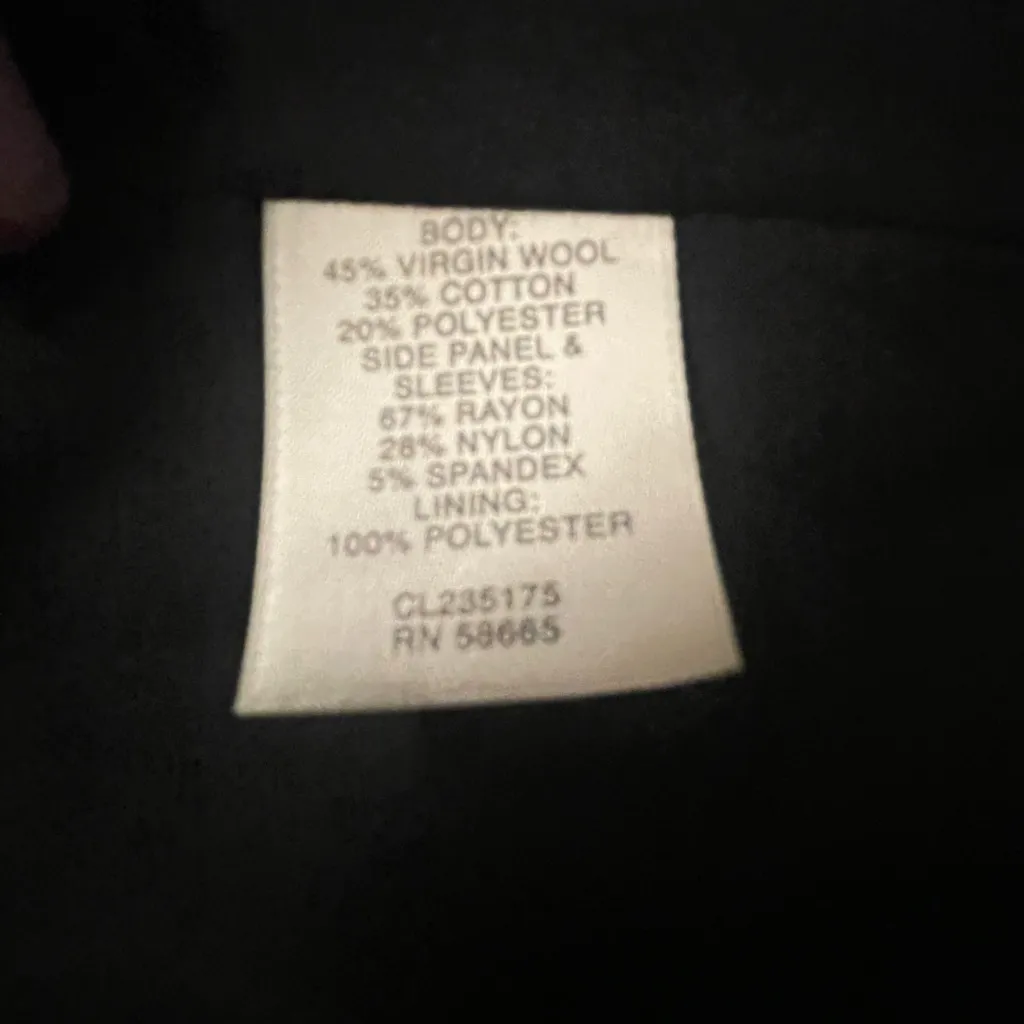 BODY:
45% VIRGIN WOOL
35% COTTON
20% POLYESTER
SIDE PANEL &
SLEEVES:
67% RAYON
28% NYLON
5% SPANDEX
LINING:
100% POLYESTER
CL235175
RN 58665